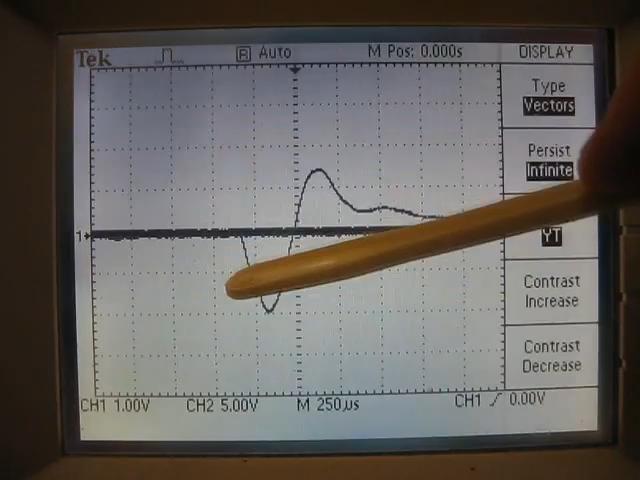 Tek R Auto M Pos: 0.000s DISPLAY
Type
Vectors
Persist
Infinite
YT
Contrast
Increase
Contrast
Decrease
1
CH1 1.00V CH2 5.00V M 250µs CH1 0.00V